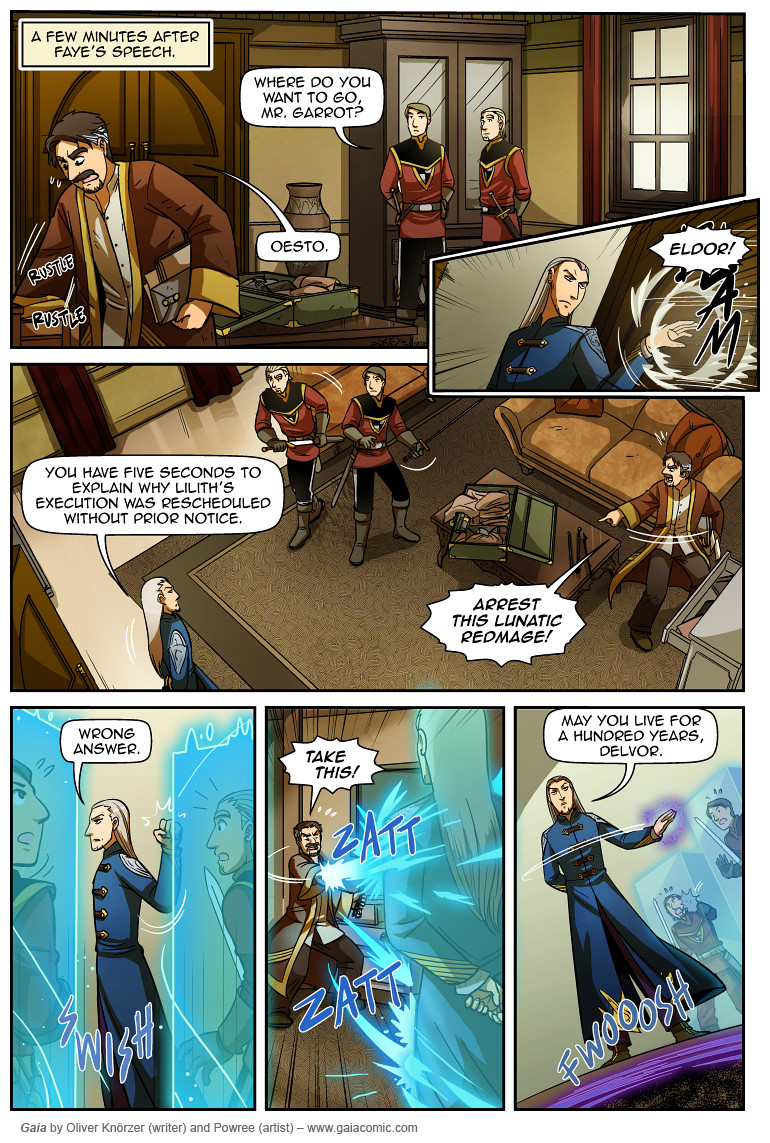 A FEW MINUTES AFTER
FAYE'S SPEECH.
WHERE DO YOU
WANT TO GO,
MR. GARROT?
OESTO.
RUSTLE
RUSTLE
ELDOR!
AM
YOU HAVE FIVE SECONDS TO
EXPLAIN WHY LILITH'S
EXECUTION WAS RESCHEDULED
WITHOUT PRIOR NOTICE.
ARREST
THIS LUNATIC
REDMAGE!
WRONG
ANSWER.
SWISH
TAKE
THIS!
ZATT
ZATT
MAY YOU LIVE FOR
A HUNDRED YEARS,
DELVOR.
FWOOOSH
Gaia by Oliver Knörzer (writer) and Powree (artist) – www.gaiacomic.com